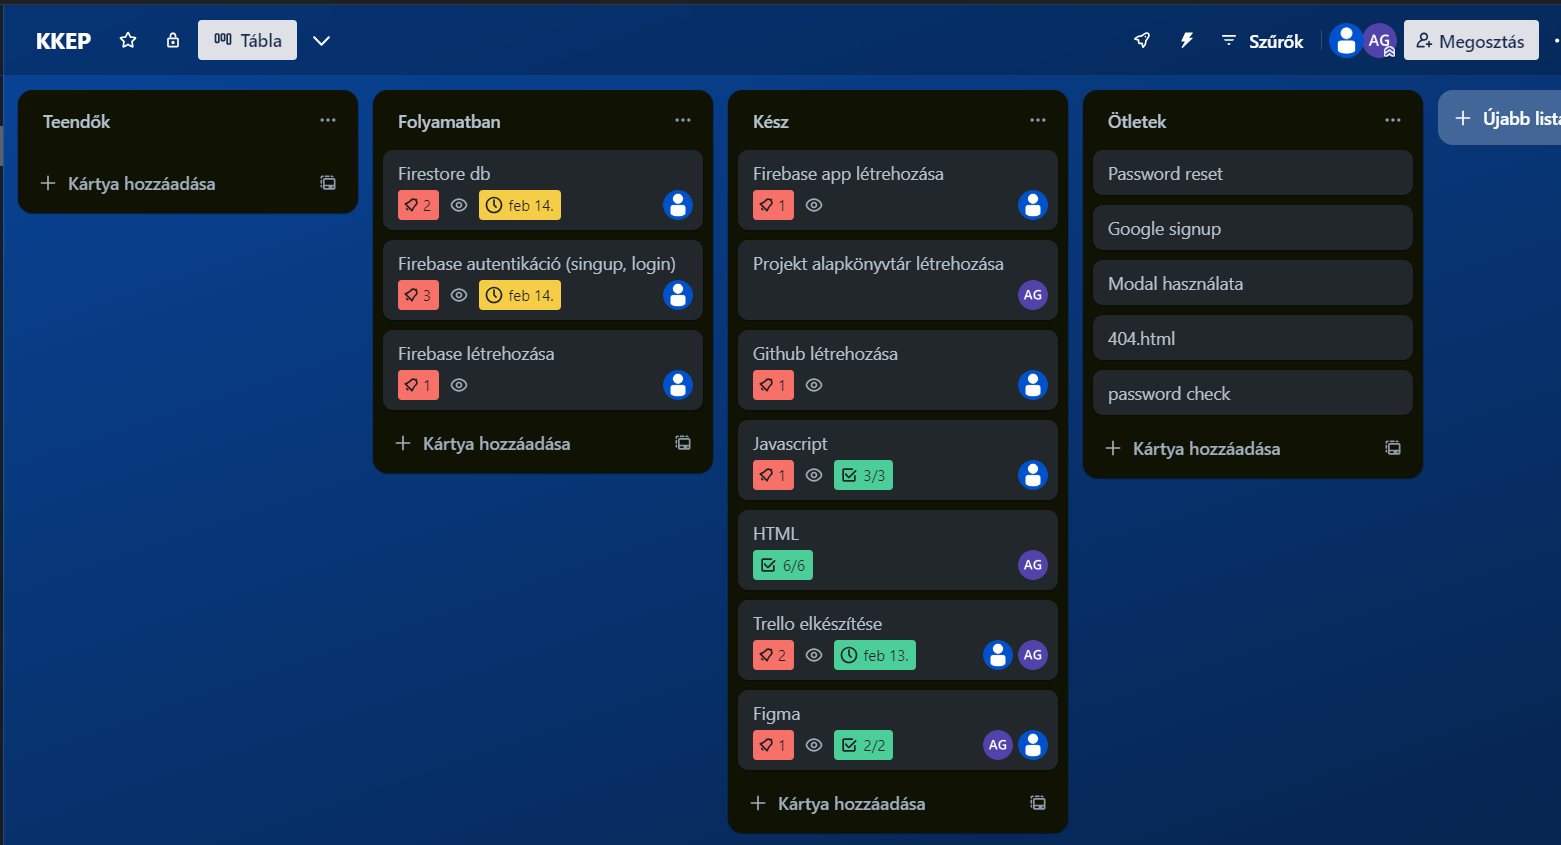 KKEP
Tábla
Szűrők
AG
Megosztás
Teendők
Kártya hozzáadása
Folyamatban
Firestore db
2
feb 14.
Firebase autentikáció (singup, login)
3
feb 14.
Firebase létrehozása
1
Kártya hozzáadása
Kész
Firebase app létrehozása
1
Projekt alapkönyvtár létrehozása
AG
Github létrehozása
1
Javascript
1
3/3
HTML
6/6
AG
Trello elkészítése
2
feb 13.
AG
Figma
1
2/2
AG
Kártya hozzáadása
Ötletek
Password reset
Google signup
Modal használata
404.html
password check
Kártya hozzáadása
Újabb lista